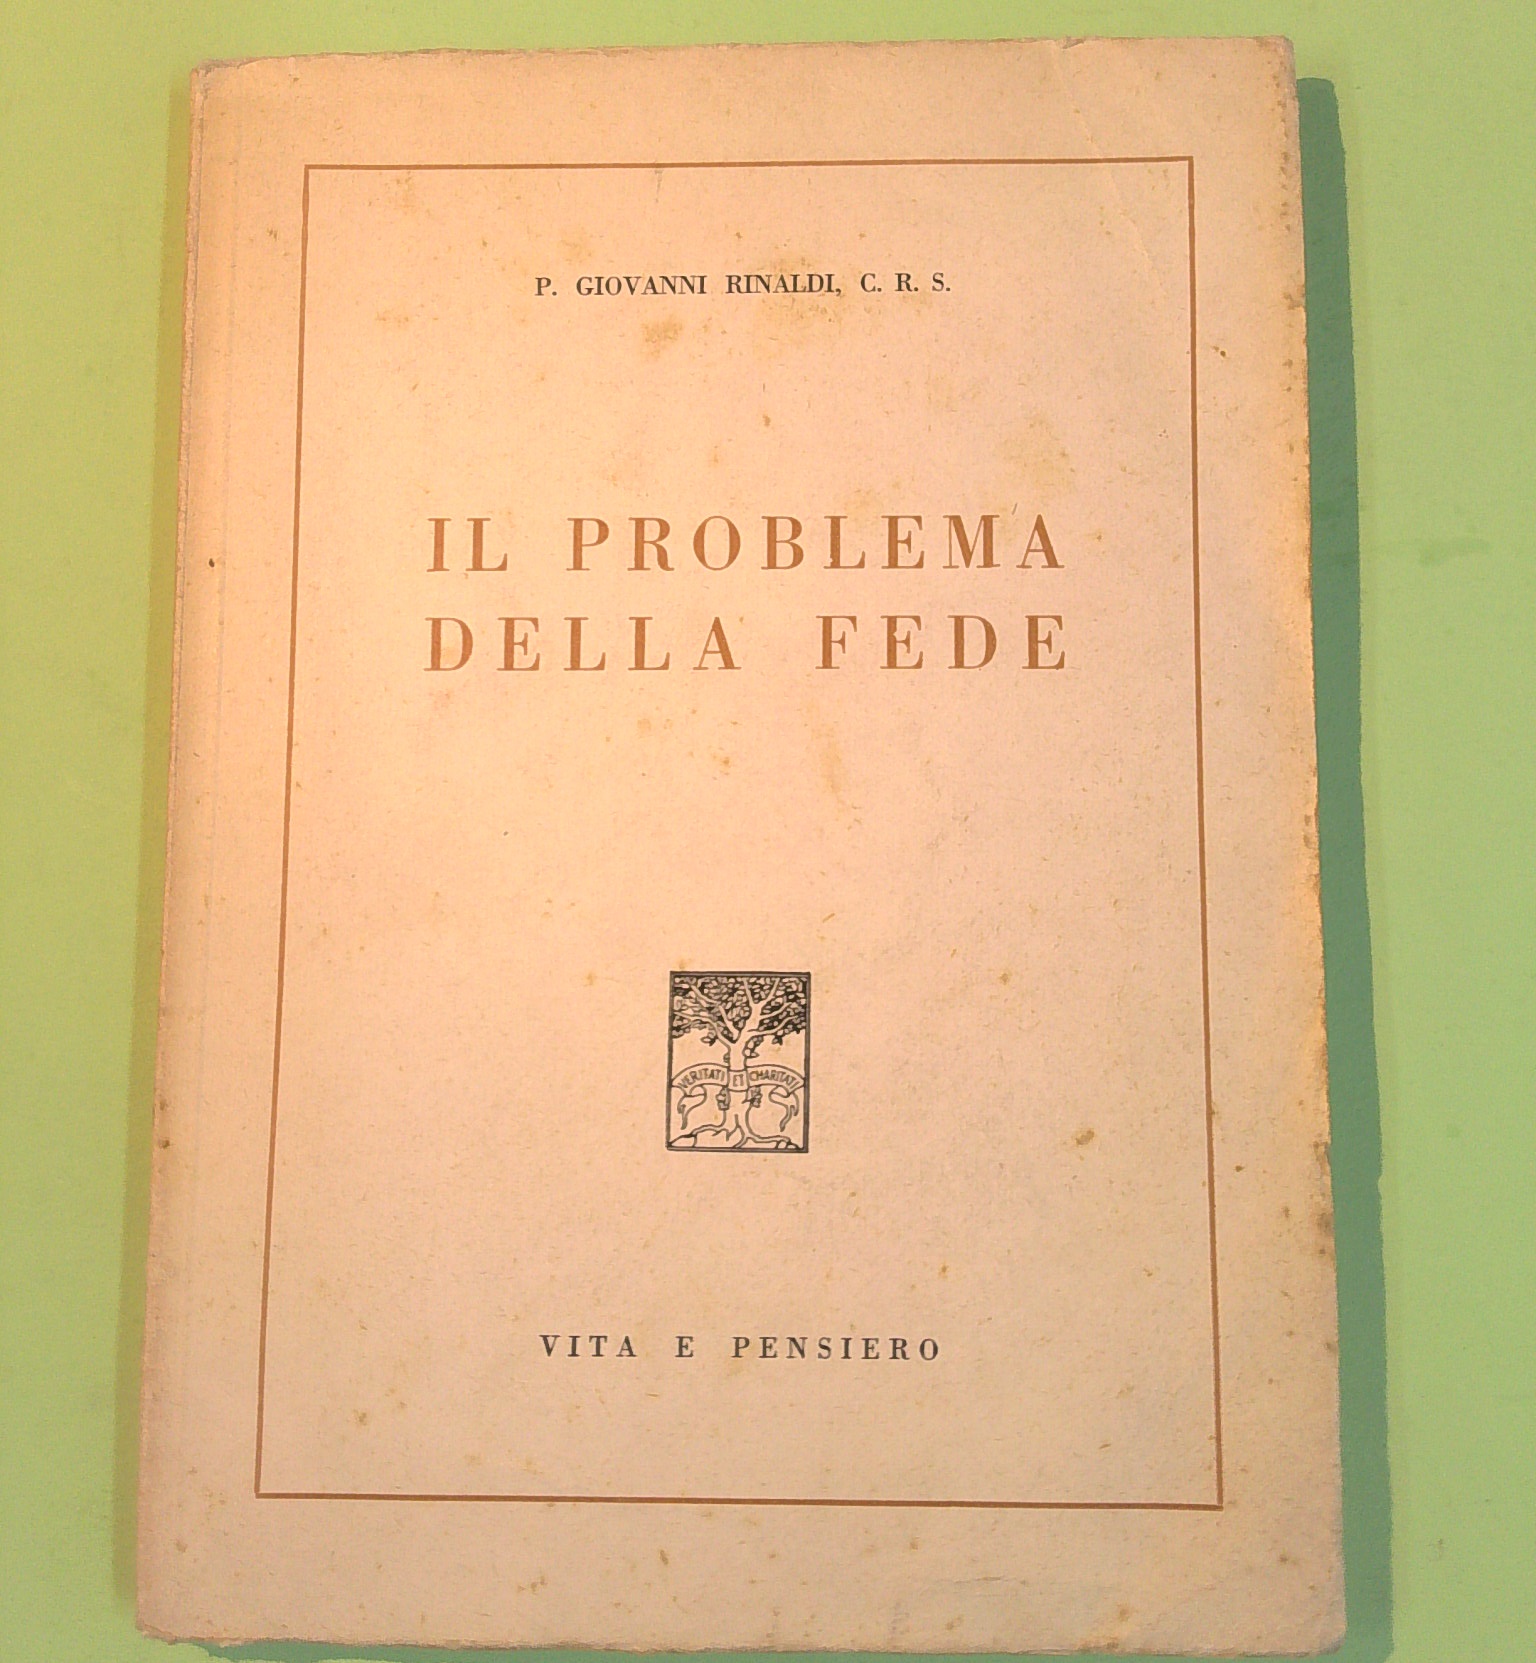 P. GIOVANNI RINALDI, C. R. S.
IL PROBLEMA
DELLA FEDE
VERITATI ET CHARITATI
VITA E PENSIERO